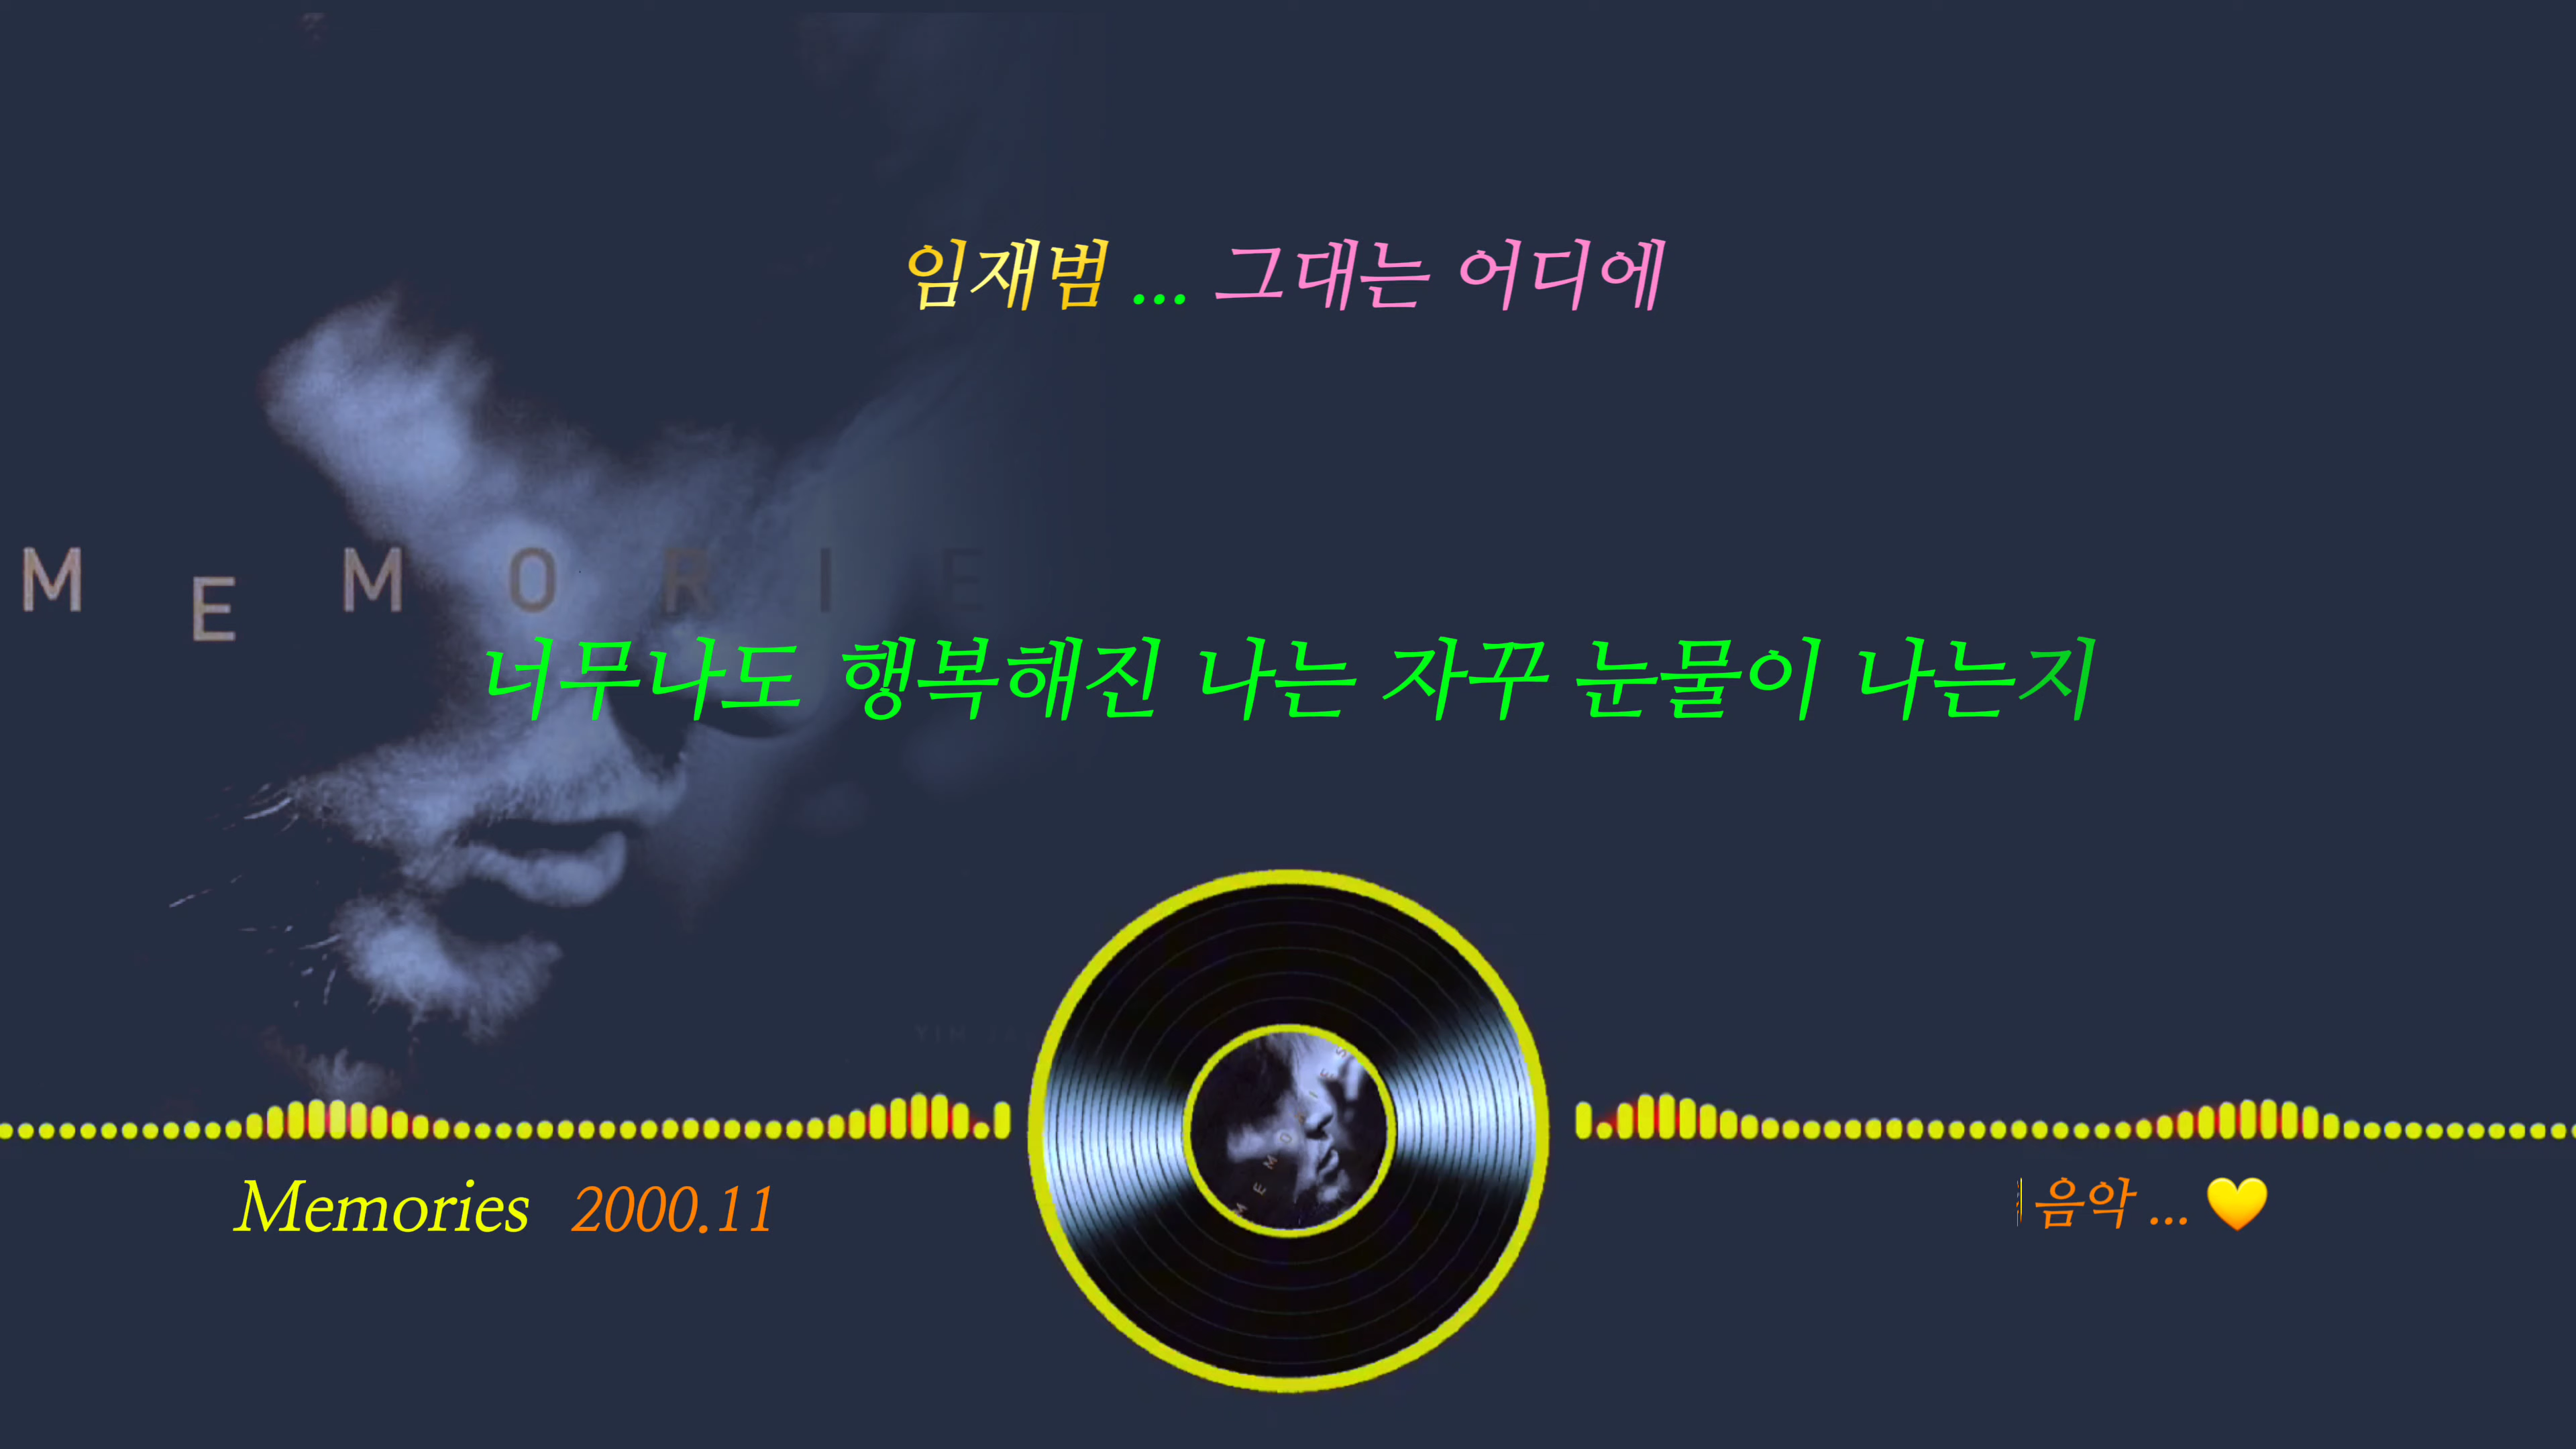 임재범 ... 그대는 어디에
M E M O R I E
너무나도 행복해진 나는 자꾸 눈물이 나는지
Memories 2000.11
음악 ... 💛